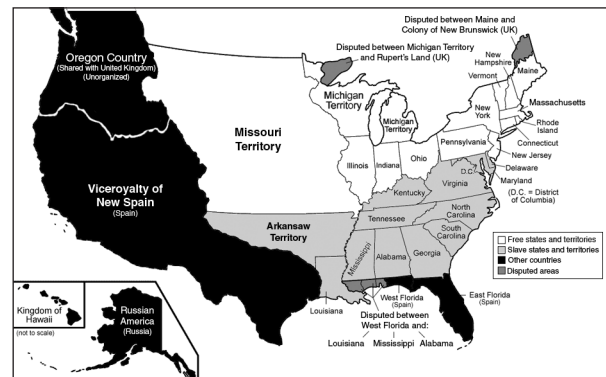 Disputed between Maine and
Colony of New Brunswick (UK)
Disputed between Michigan Territory
and Rupert's Land (UK)
Oregon Country
(Shared with United Kingdom)
(Unorganized)
New
Hampshire
Vermont
Maine
Michigan
Territory
Michigan
Territory
Missouri
Territory
New
York
Massachusetts
Rhode
Island
Connecticut
New Jersey
Pennsylvania
Delaware
Maryland
(D.C. = District
of Columbia)
D.C.
Illinois
Indiana
Ohio
Viceroyalty of
New Spain
(Spain)
Kentucky
Virginia
Arkansaw
Territory
Tennessee
North
Carolina
South
Carolina
Mississippi
Alabama
Georgia
Free states and territories
Slave states and territories
Other countries
Disputed areas
Louisiana
West Florida
(Spain)
East Florida
(Spain)
Disputed between
West Florida and:
Louisiana Mississippi Alabama
Kingdom of
Hawaii
(not to scale)
Russian
America
(Russia)